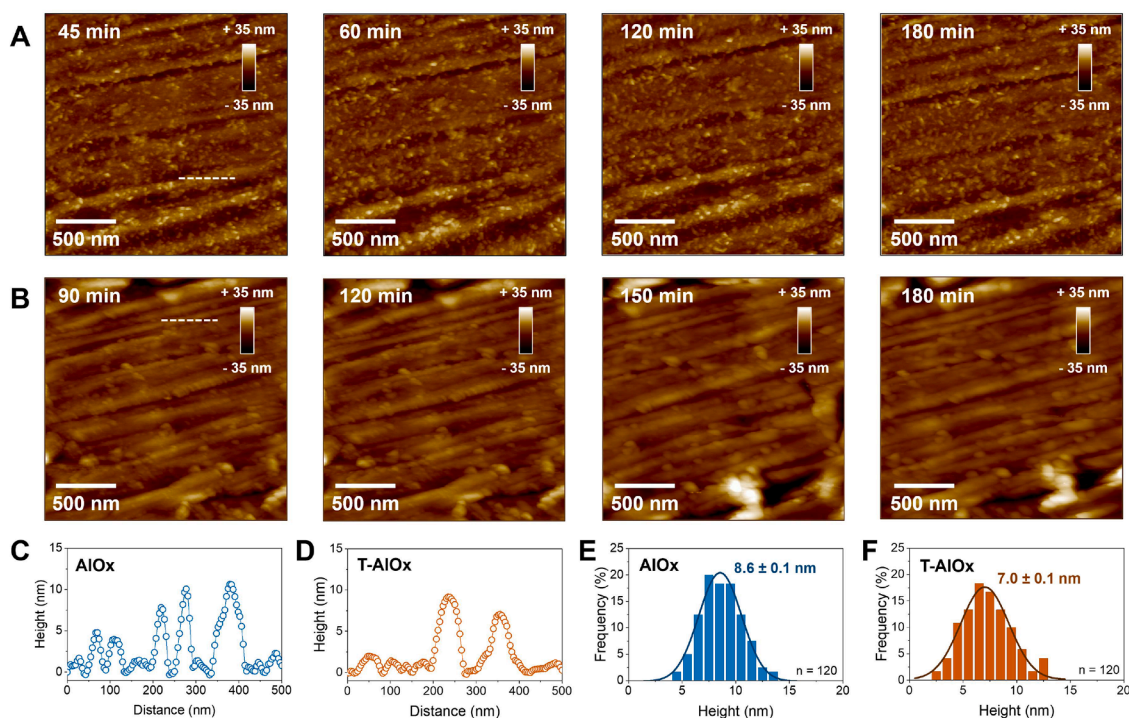 A
45 min
+ 35 nm
- 35 nm
500 nm
60 min
+ 35 nm
- 35 nm
500 nm
120 min
+ 35 nm
- 35 nm
500 nm
180 min
+ 35 nm
- 35 nm
500 nm
B
90 min
+ 35 nm
- 35 nm
500 nm
120 min
+ 35 nm
- 35 nm
500 nm
150 min
+ 35 nm
- 35 nm
500 nm
180 min
+ 35 nm
- 35 nm
500 nm
C
AlOx
Height (nm)
15
10
5
0
0 100 200 300 400 500
Distance (nm)
D
T-AlOx
Height (nm)
15
10
5
0
0 100 200 300 400 500
Distance (nm)
E
AlOx
8.6 ± 0.1 nm
n = 120
Frequency (%)
25
20
15
10
5
0
0 5 10 15 20
Height (nm)
F
T-AlOx
7.0 ± 0.1 nm
n = 120
Frequency (%)
25
20
15
10
5
0
0 5 10 15 20
Height (nm)